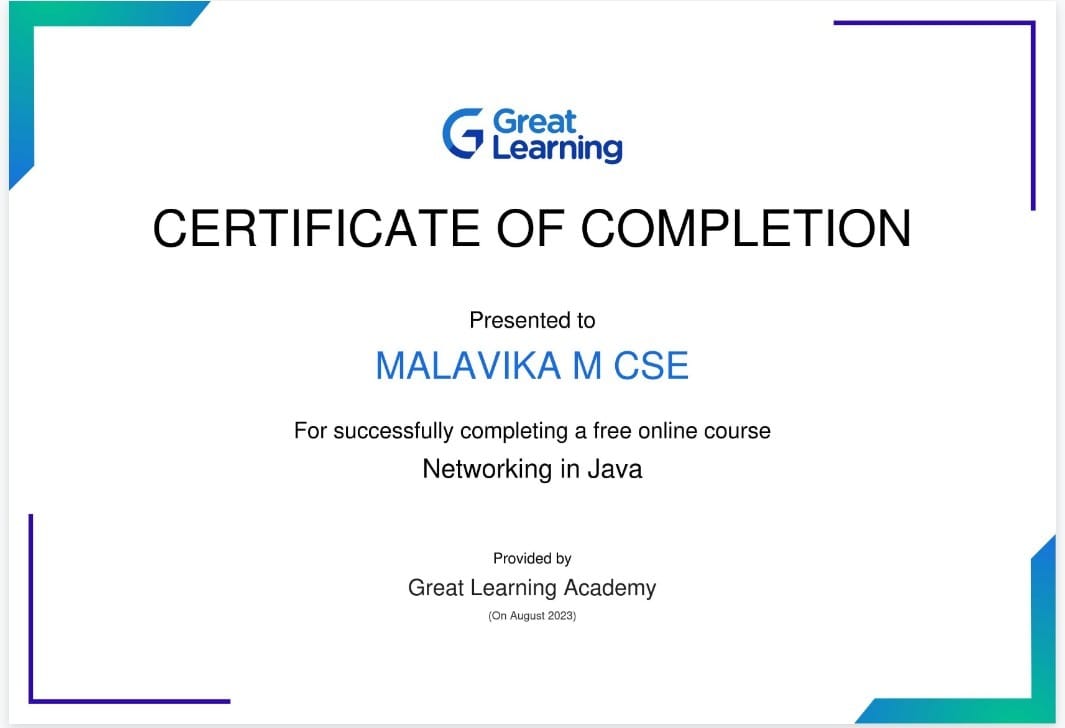 Great
Learning
CERTIFICATE OF COMPLETION
Presented to
MALAVIKA M CSE
For successfully completing a free online course
Networking in Java
Provided by
Great Learning Academy
(On August 2023)